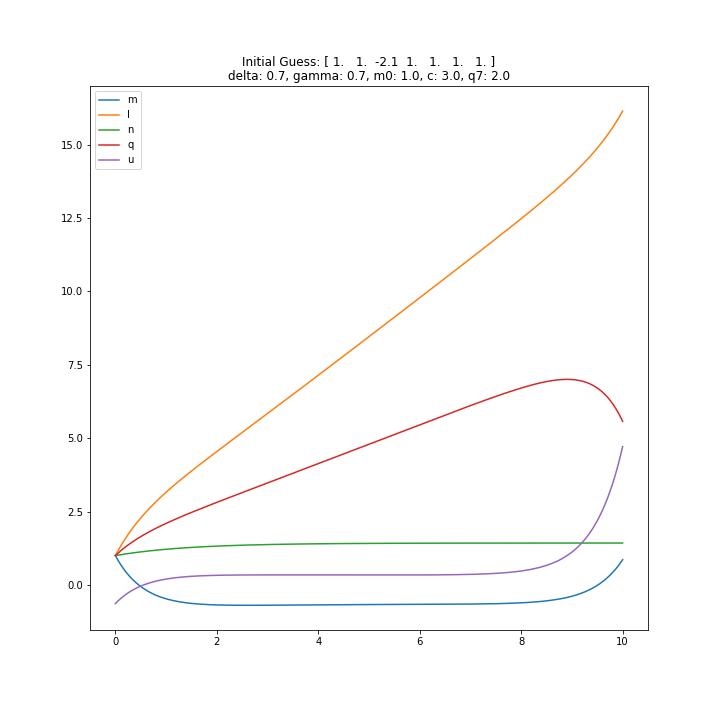 Initial Guess: [ 1. 1. -2.1 1. 1. 1. 1. ]
delta: 0.7, gamma: 0.7, m0: 1.0, c: 3.0, q7: 2.0
m
l
n
q
u
15.0
12.5
10.0
7.5
5.0
2.5
0.0
0 2 4 6 8 10